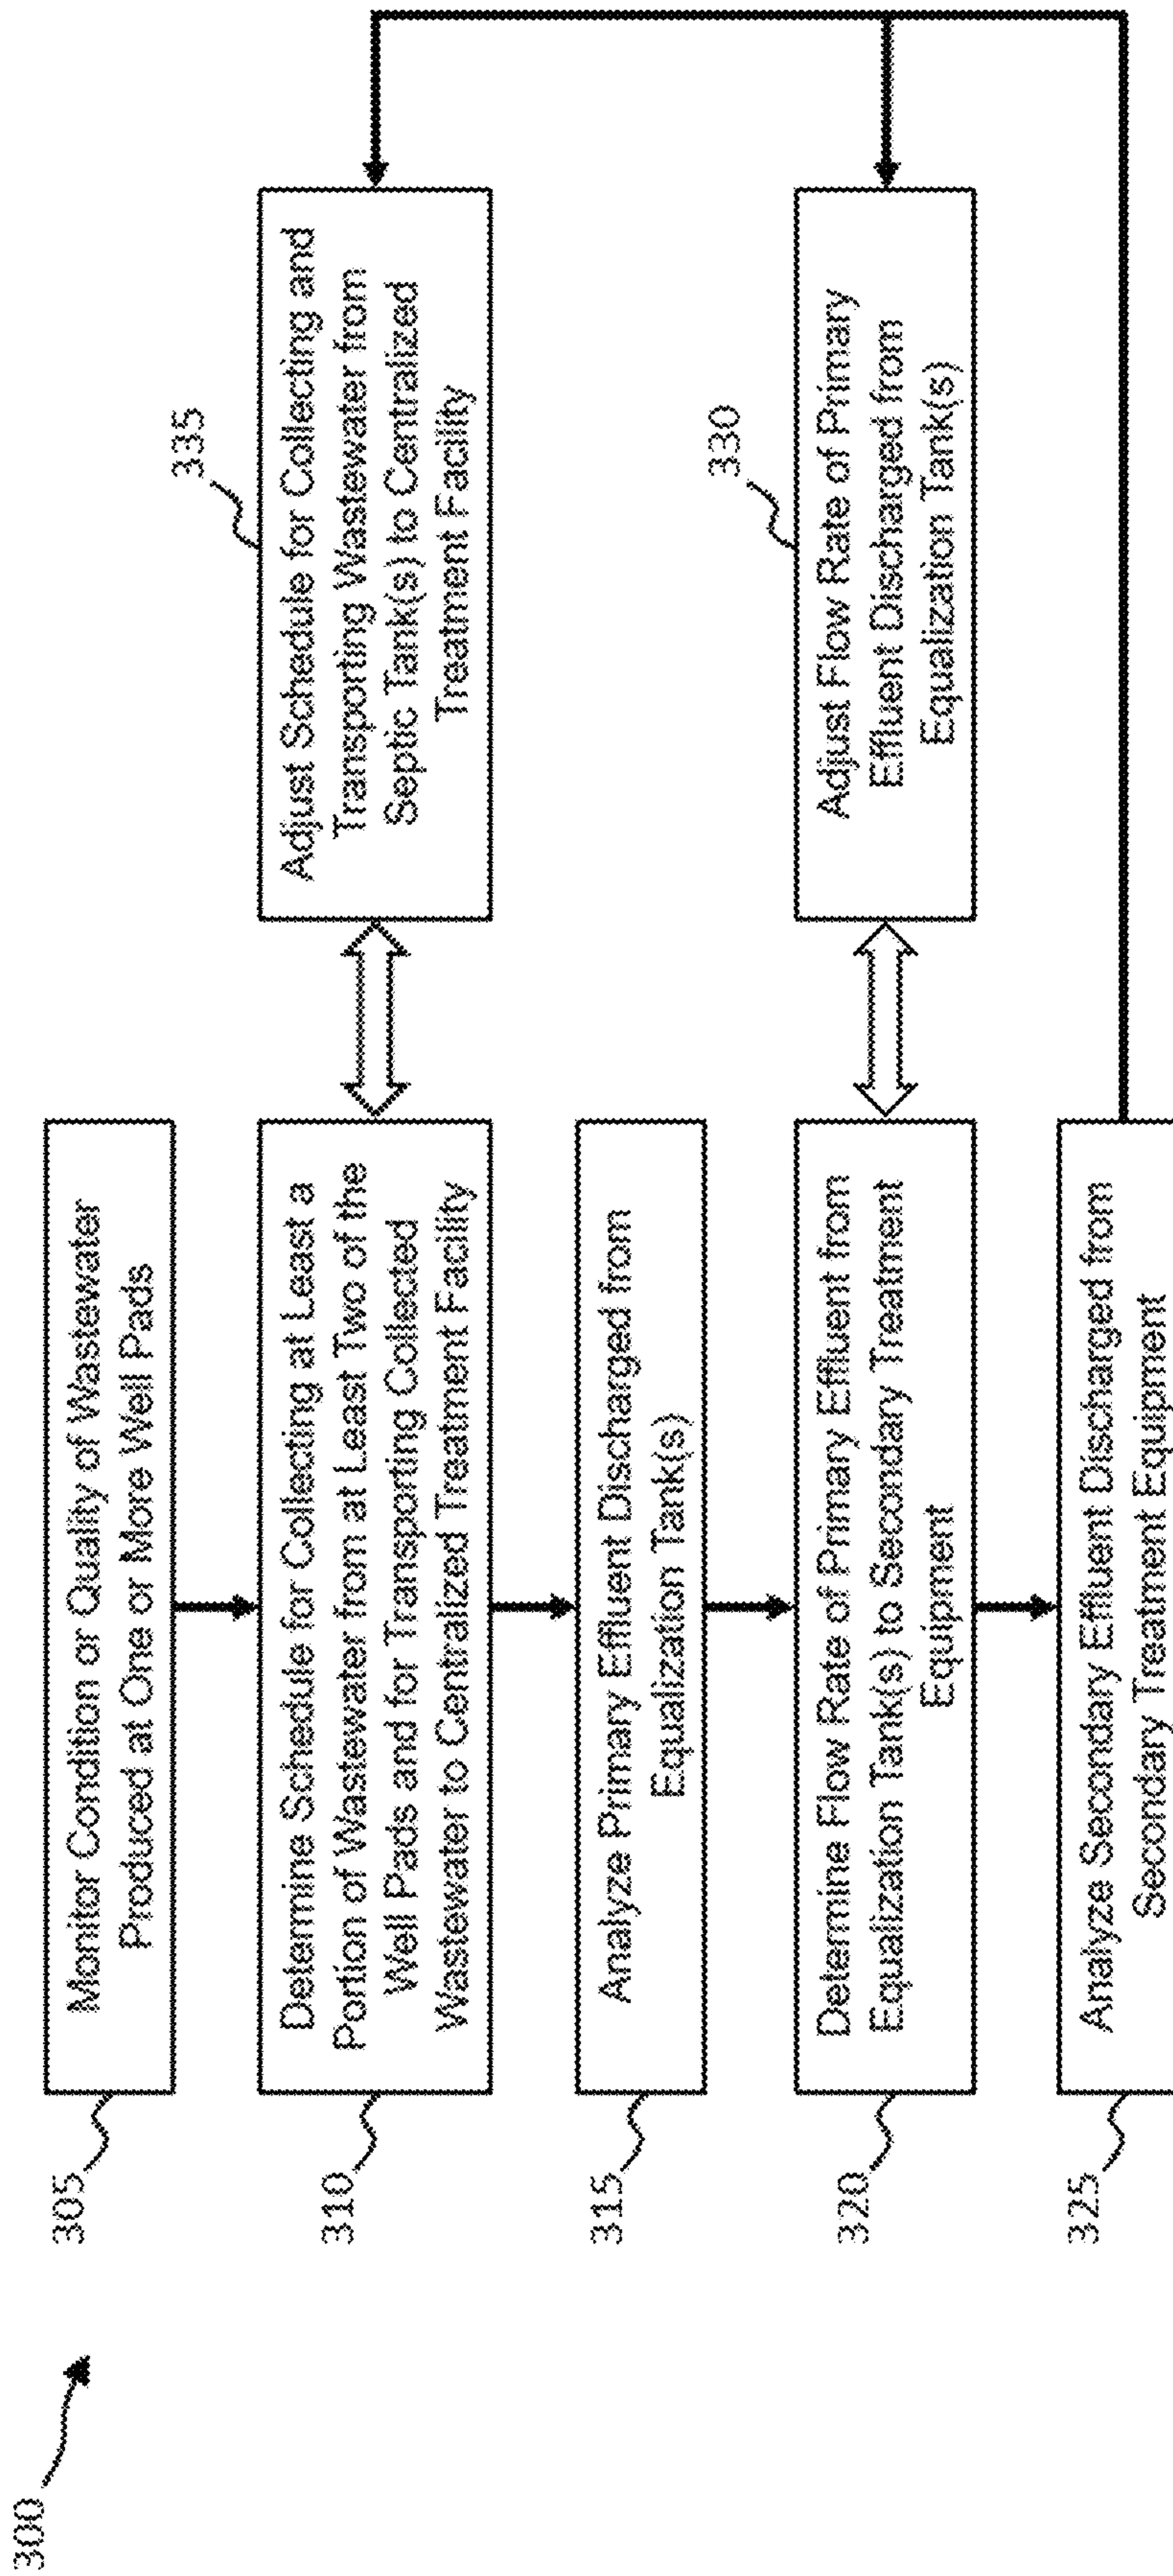 300
305
Monitor Condition or Quality of Wastewater
Produced at One or More Well Pads
310
Determine Schedule for Collecting at Least a
Portion of Wastewater from at Least Two of the
Well Pads and for Transporting Collected
Wastewater to Centralized Treatment Facility
335
Adjust Schedule for Collecting and
Transporting Wastewater from
Septic Tank(s) to Centralized
Treatment Facility
315
Analyze Primary Effluent Discharged from
Equalization Tank(s)
320
Determine Flow Rate of Primary Effluent from
Equalization Tank(s) to Secondary Treatment
Equipment
330
Adjust Flow Rate of Primary
Effluent Discharged from
Equalization Tank(s)
325
Analyze Secondary Effluent Discharged from
Secondary Treatment Equipment